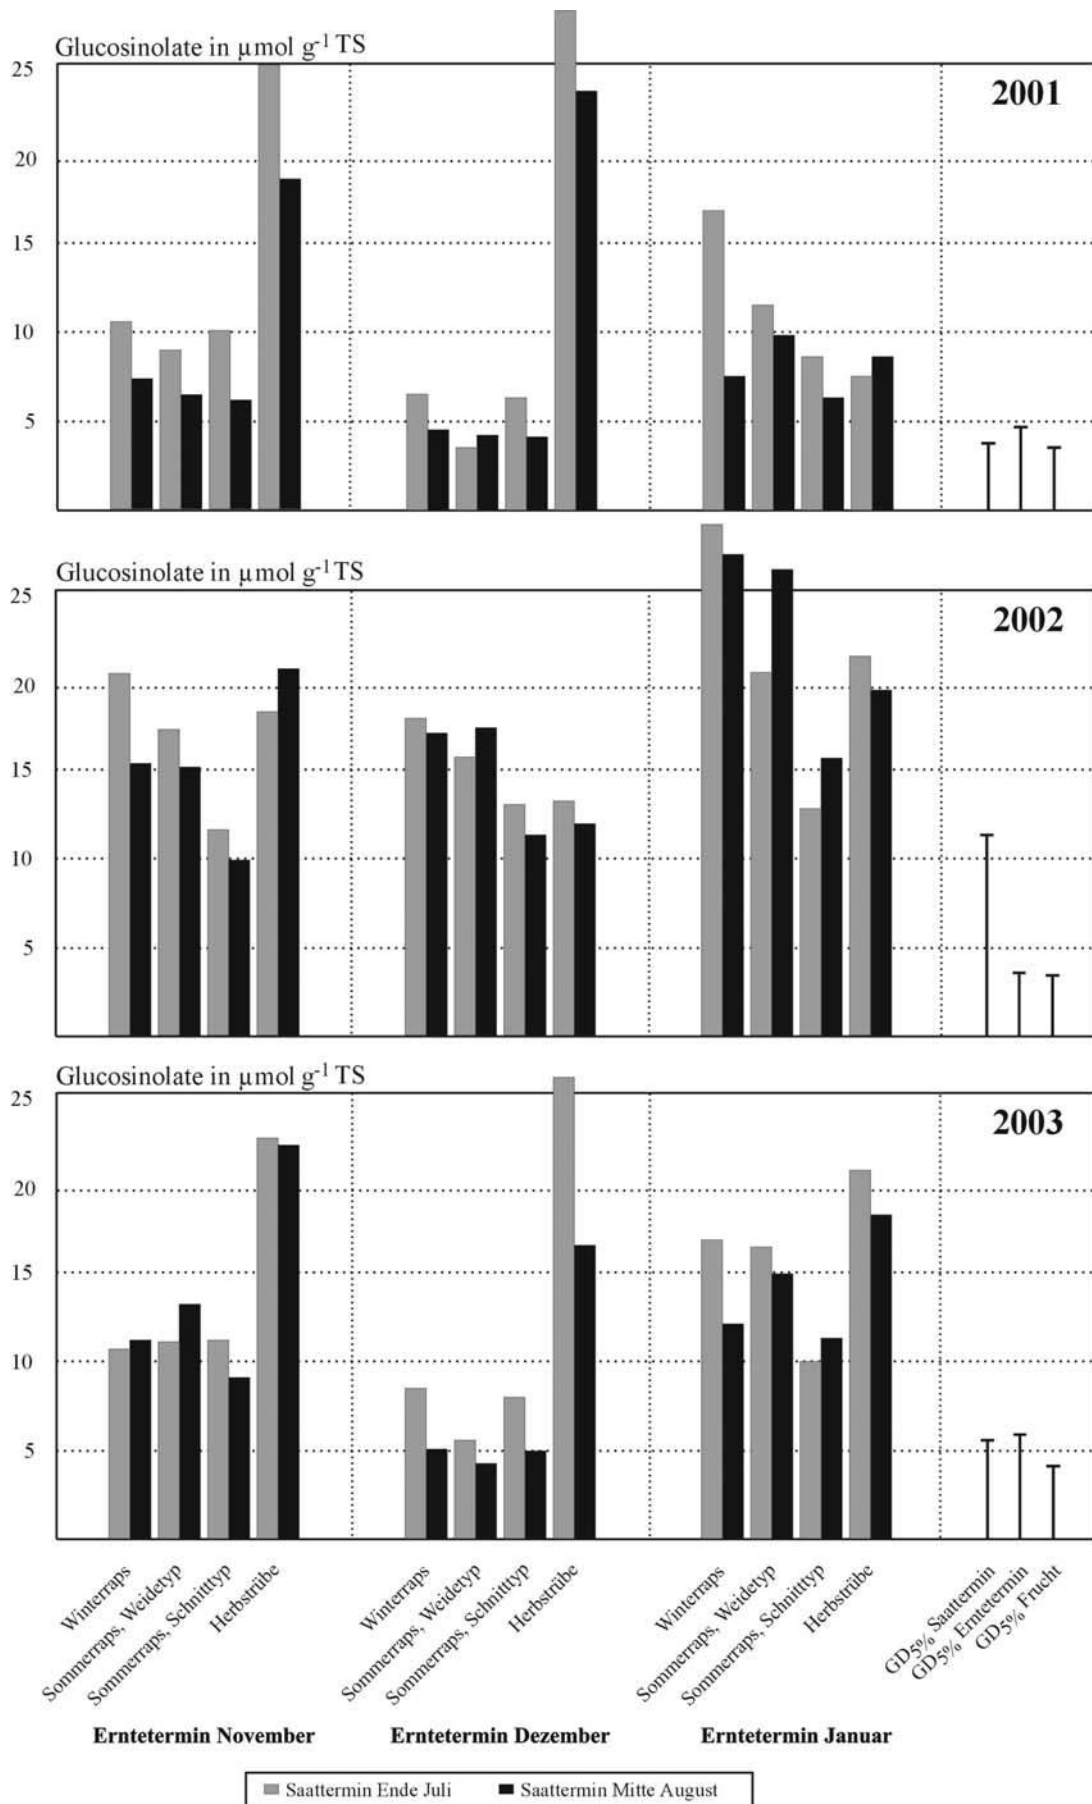 Glucosinolate in µmol g⁻¹ TS
25
2001
20
15
10
5
Glucosinolate in µmol g⁻¹ TS
25
2002
20
15
10
5
Glucosinolate in µmol g⁻¹ TS
25
2003
20
15
10
5
Winterraps
Sommerraps, Weidetyp
Sommerraps, Schnitttyp
Herbstrübe
Winterraps
Sommerraps, Weidetyp
Sommerraps, Schnitttyp
Herbstrübe
Winterraps
Sommerraps, Weidetyp
Sommerraps, Schnitttyp
Herbstrübe
GD5% Saattermin
GD5% Erntetermin
GD5% Frucht
Erntetermin November Erntetermin Dezember Erntetermin Januar
Saattermin Ende Juli Saattermin Mitte August